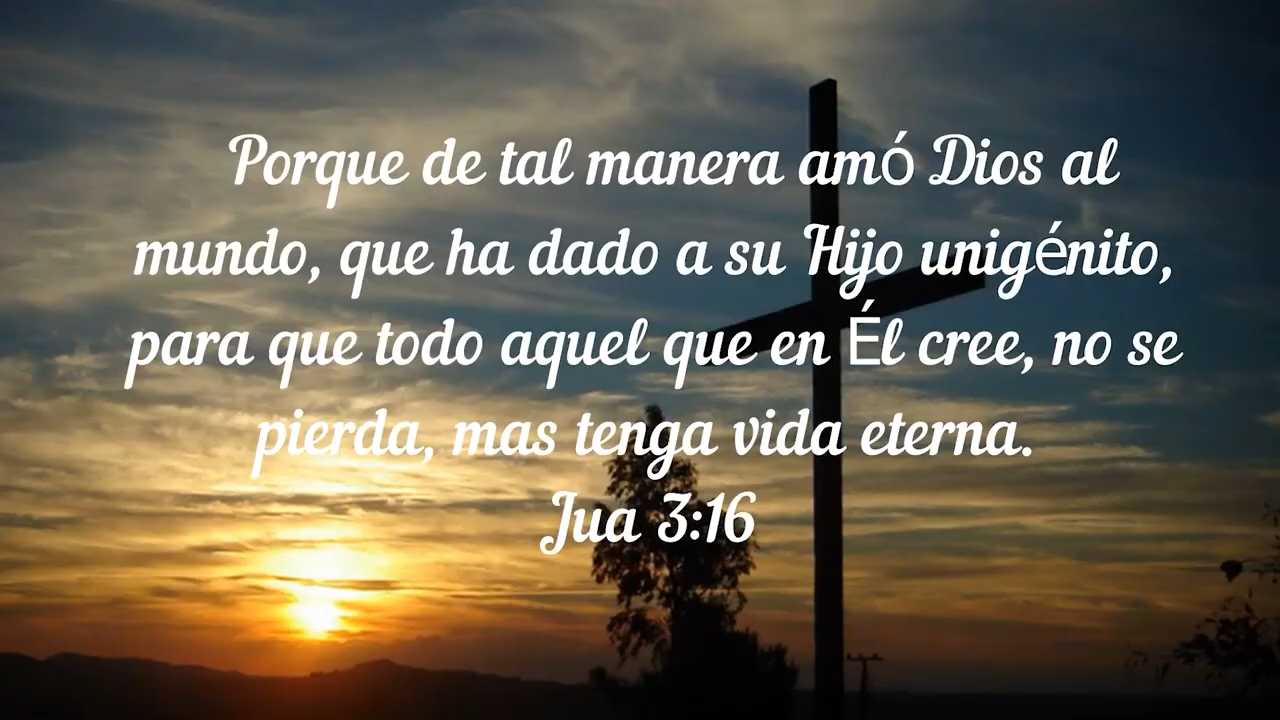 Porque de tal manera amó Dios al
mundo, que ha dado a su Hijo unigénito,
para que todo aquel que en Él cree, no se
pierda, mas tenga vida eterna.
Jua 3:16